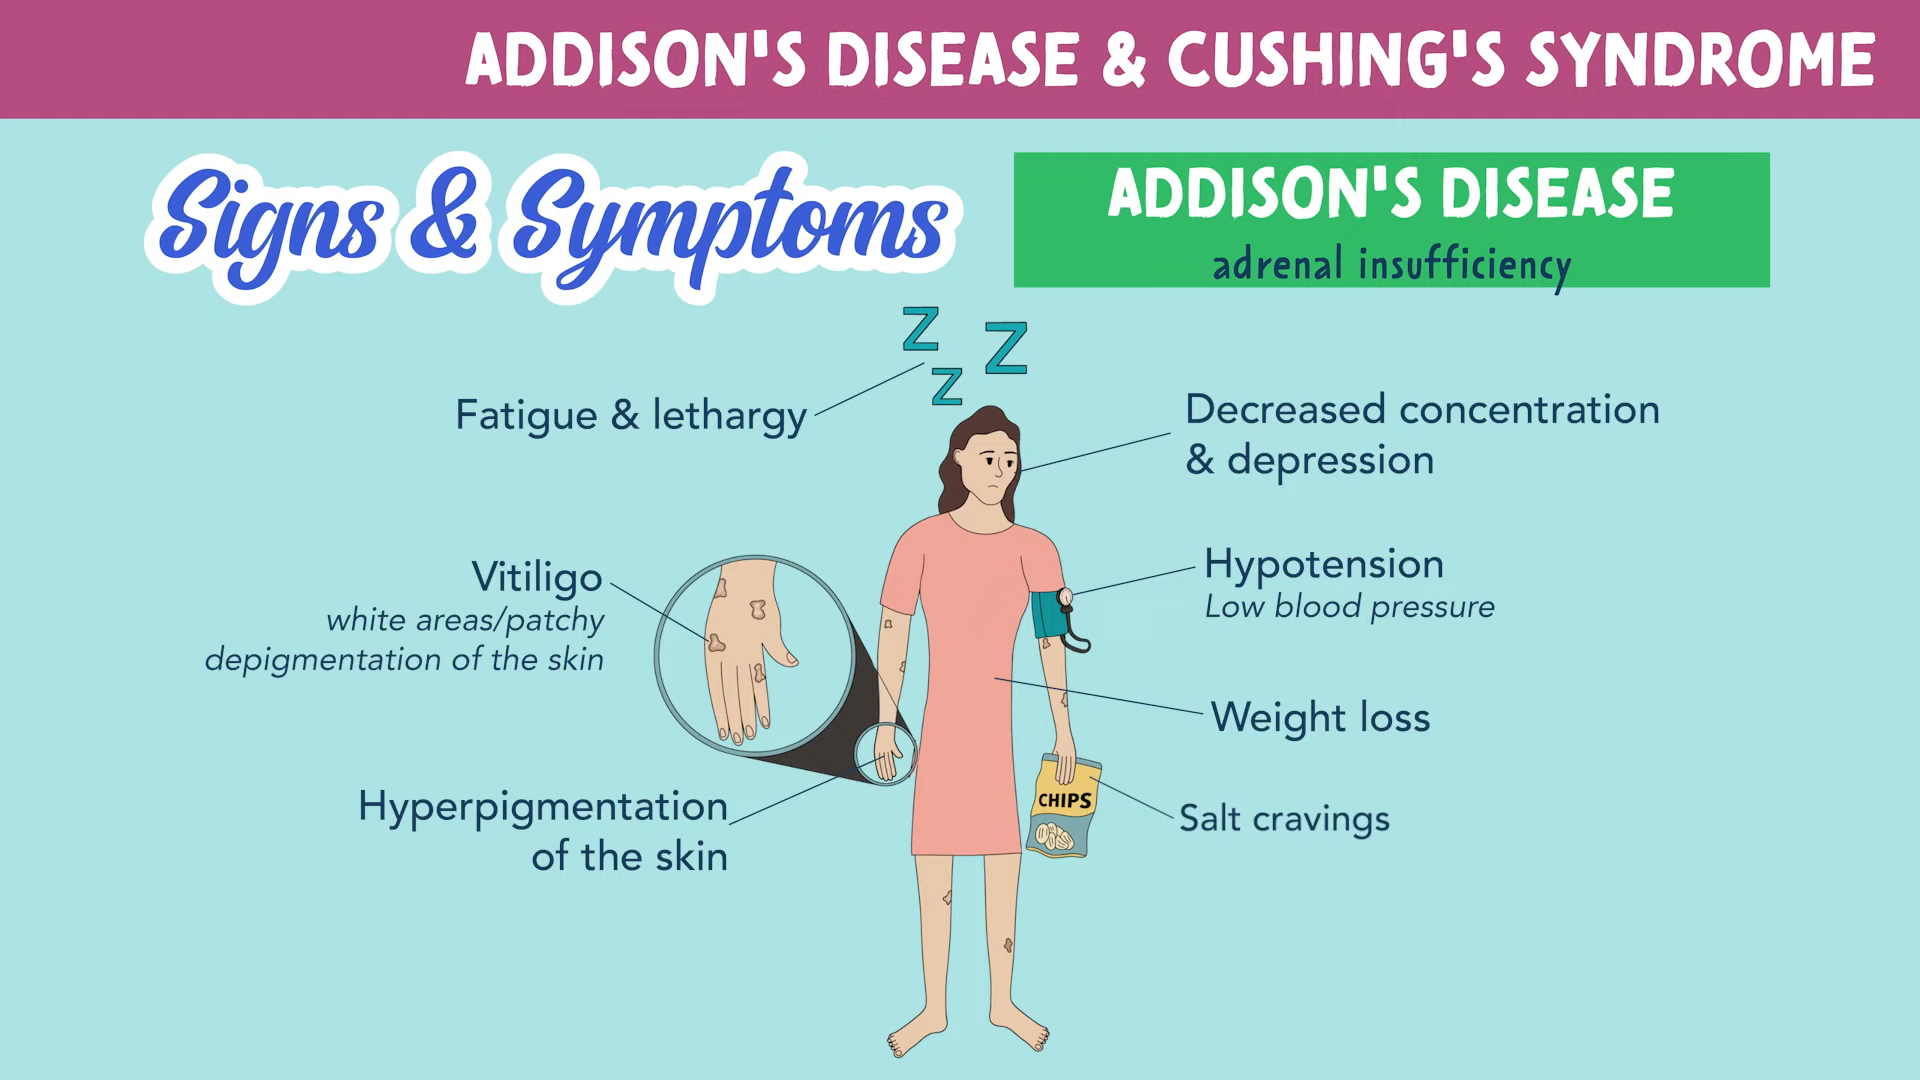 ADDISON'S DISEASE & CUSHING'S SYNDROME
Signs & Symptoms
ADDISON'S DISEASE
adrenal insufficiency
Z
Z
Z
Fatigue & lethargy
Decreased concentration
& depression
Vitiligo
white areas/patchy
depigmentation of the skin
Hypotension
Low blood pressure
Weight loss
Hyperpigmentation
of the skin
CHIPS
Salt cravings